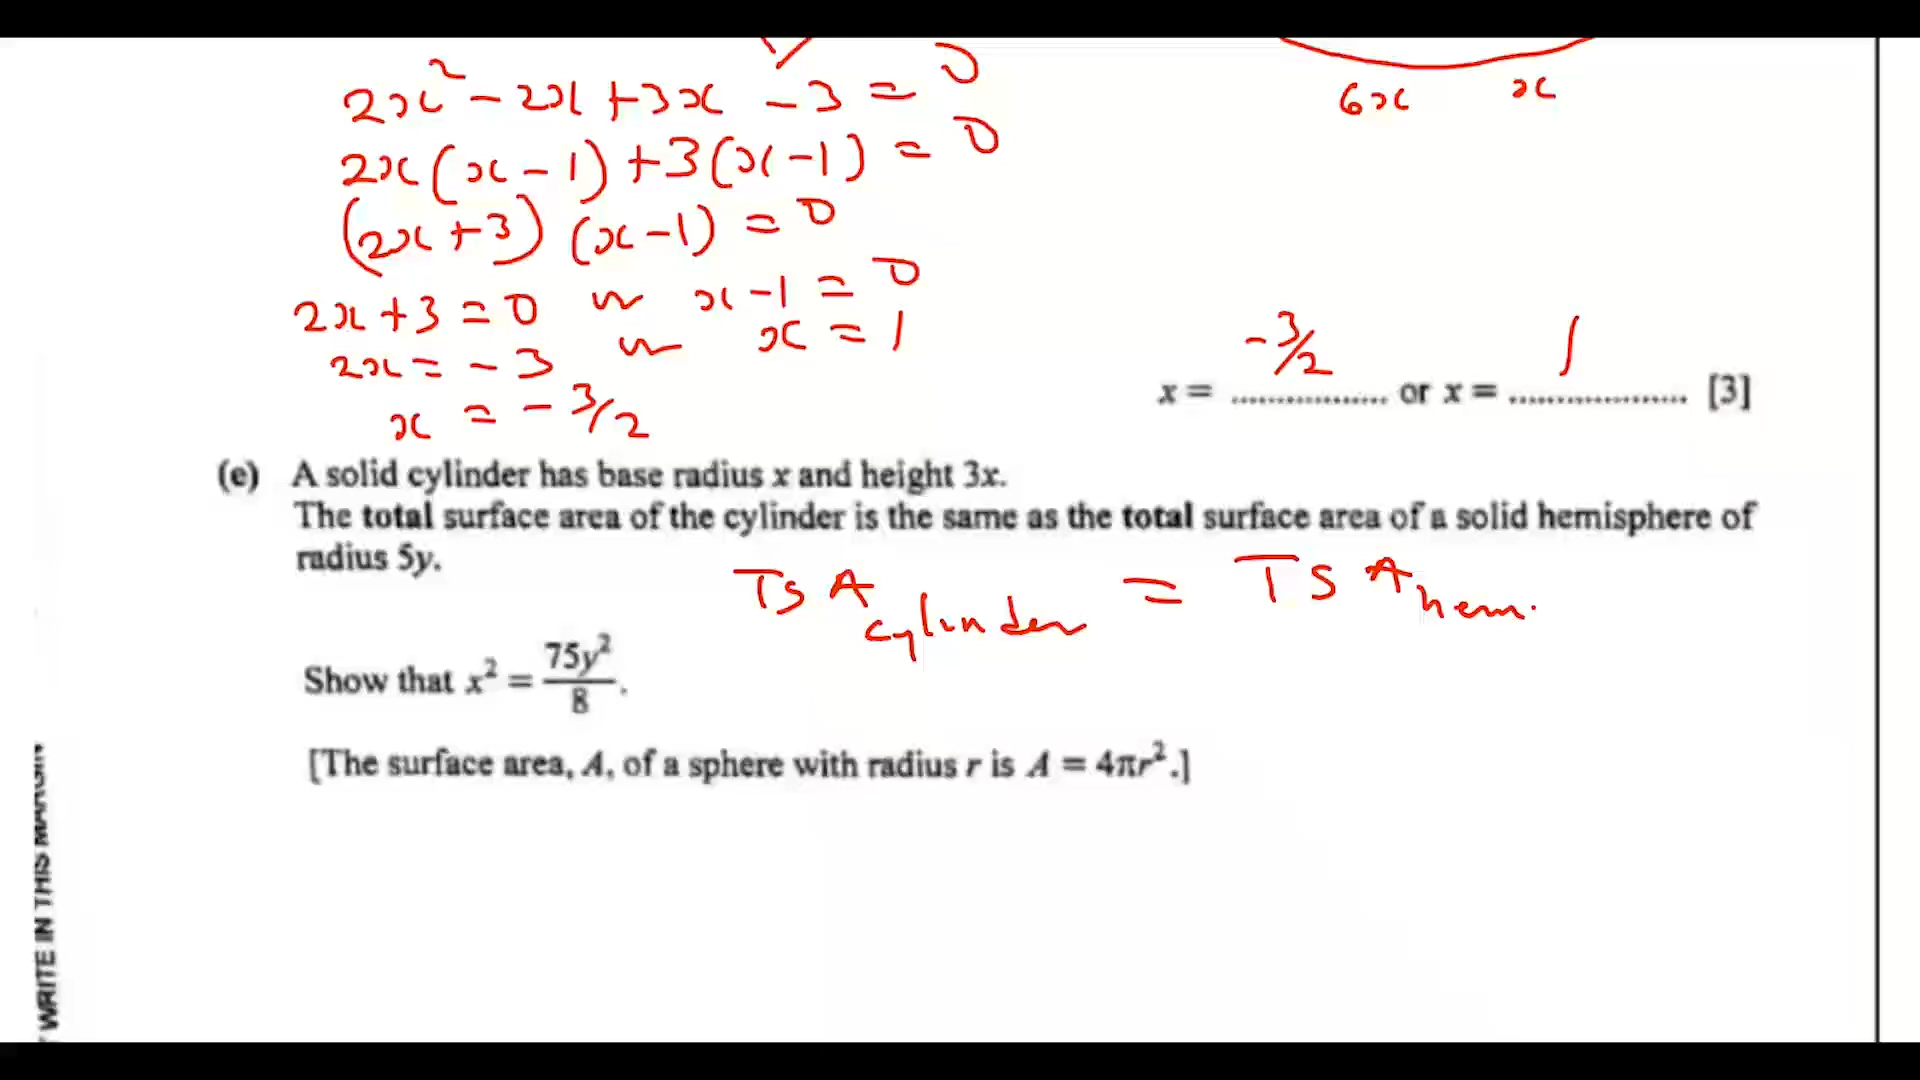 2x² - 2x + 3x - 3 = 0
6x x
2x(x-1) + 3(x-1) = 0
(2x+3) (x-1) = 0
2x + 3 = 0 or x - 1 = 0
2x = - 3 or x = 1
x = - 3/2
-3/2 1
x = .................. or x = .................... [3]
(e) A solid cylinder has base radius x and height 3x.
The total surface area of the cylinder is the same as the total surface area of a solid hemisphere of
radius 5y.
TSA cylinder = TSA hem.
Show that x² = 75y²/8.
[The surface area, A, of a sphere with radius r is A = 4πr².]
WRITE IN THIS MARGIN